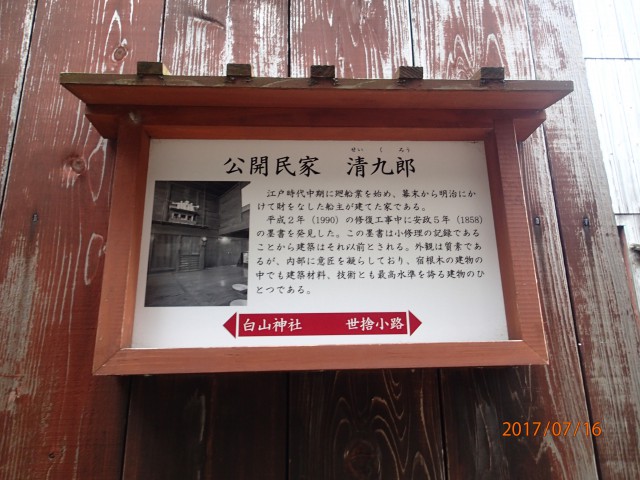 せいくろう
公開民家 清九郎
江戸時代中期に廻船業を始め、幕末から明治にか
けて財をなした船主が建てた家である。
平成2年（1990）の修復工事中に安政5年（1858）
の墨書を発見した。この墨書は小修理の記録である
ことから建築はそれ以前とされる。外観は質素であ
るが、内部に意匠を凝らしており、宿根木の建物の
中でも建築材料、技術とも最高水準を誇る建物のひ
とつである。
白山神社 世捨小路
2017/07/16